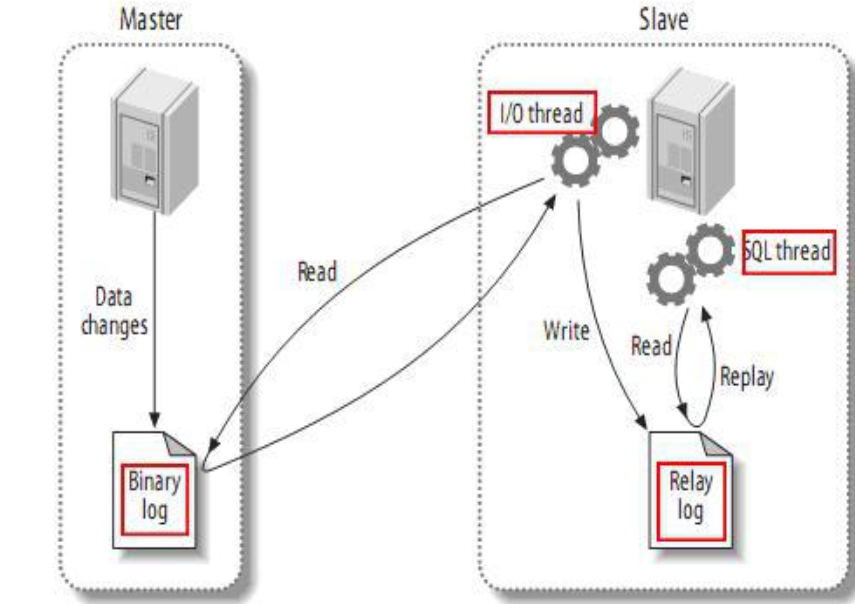 Master
Slave
I/O thread
SQL thread
Read
Data
changes
Write
Read
Replay
Binary
log
Relay
log